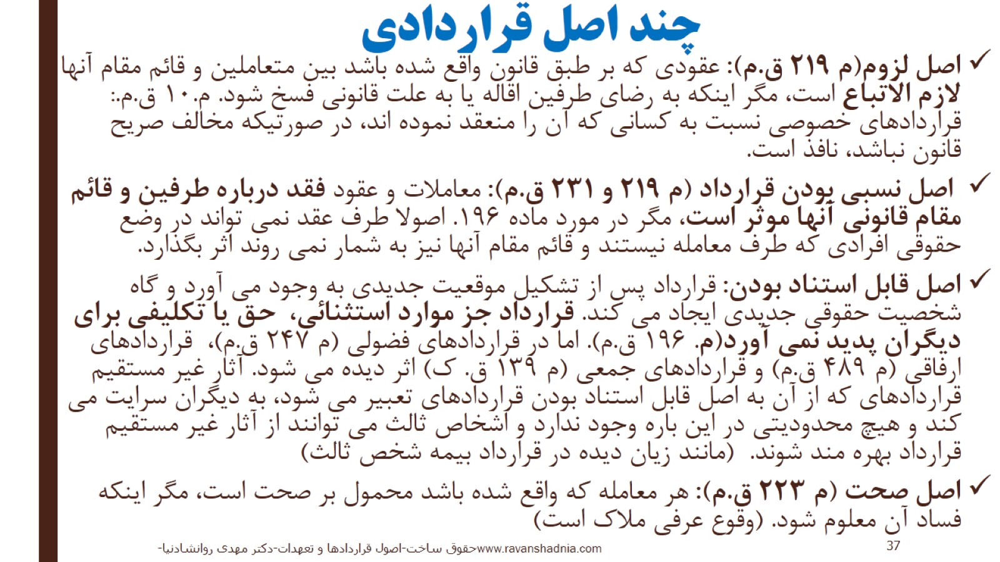 چند اصل قراردادی
✓ اصل لزوم(م ۲۱۹ ق.م): عقودی که بر طبق قانون واقع شده باشد بین متعاملین و قائم مقام آنها
لازم الاتباع است، مگر اینکه به رضای طرفین اقاله یا به علت قانونی فسخ شود. م.۱۰ ق.م.:
قراردادهای خصوصی نسبت به کسانی که آن را منعقد نموده اند، در صورتیکه مخالف صریح
قانون نباشد، نافذ است.
✓ اصل نسبی بودن قرارداد (م ۲۱۹ و ۲۳۱ ق.م): معاملات و عقود فقد درباره طرفین و قائم
مقام قانونی آنها موثر است، مگر در مورد ماده ۱۹۶. اصولا طرف عقد نمی تواند در وضع
حقوقی افرادی که طرف معامله نیستند و قائم مقام آنها نیز به شمار نمی روند اثر بگذارد.
✓ اصل قابل استناد بودن: قرارداد پس از تشکیل موقعیت جدیدی به وجود می آورد و گاه
شخصیت حقوقی جدیدی ایجاد می کند. قرارداد جز موارد استثنائی، حق یا تکلیفی برای
دیگران پدید نمی آورد(م. ۱۹۶ ق.م). اما در قراردادهای فضولی (م ۲۴۷ ق.م)، قراردادهای
ارفاقی (م ۴۸۹ ق.م) و قراردادهای جمعی (م ۱۳۹ ق. ک) اثر دیده می شود. آثار غیر مستقیم
قراردادهای که از آن به اصل قابل استناد بودن قراردادهای تعبیر می شود، به دیگران سرایت می
کند و هیچ محدودیتی در این باره وجود ندارد و اشخاص ثالث می توانند از آثار غیر مستقیم
قرارداد بهره مند شوند. (مانند زیان دیده در قرارداد بیمه شخص ثالث)
✓ اصل صحت (م ۲۲۳ ق.م): هر معامله که واقع شده باشد محمول بر صحت است، مگر اینکه
فساد آن معلوم شود. (وقوع عرفی ملاک است)
www.ravanshadnia.comحقوق ساخت-اصول قراردادها و تعهدات-دکتر مهدی روانشادنیا-
37